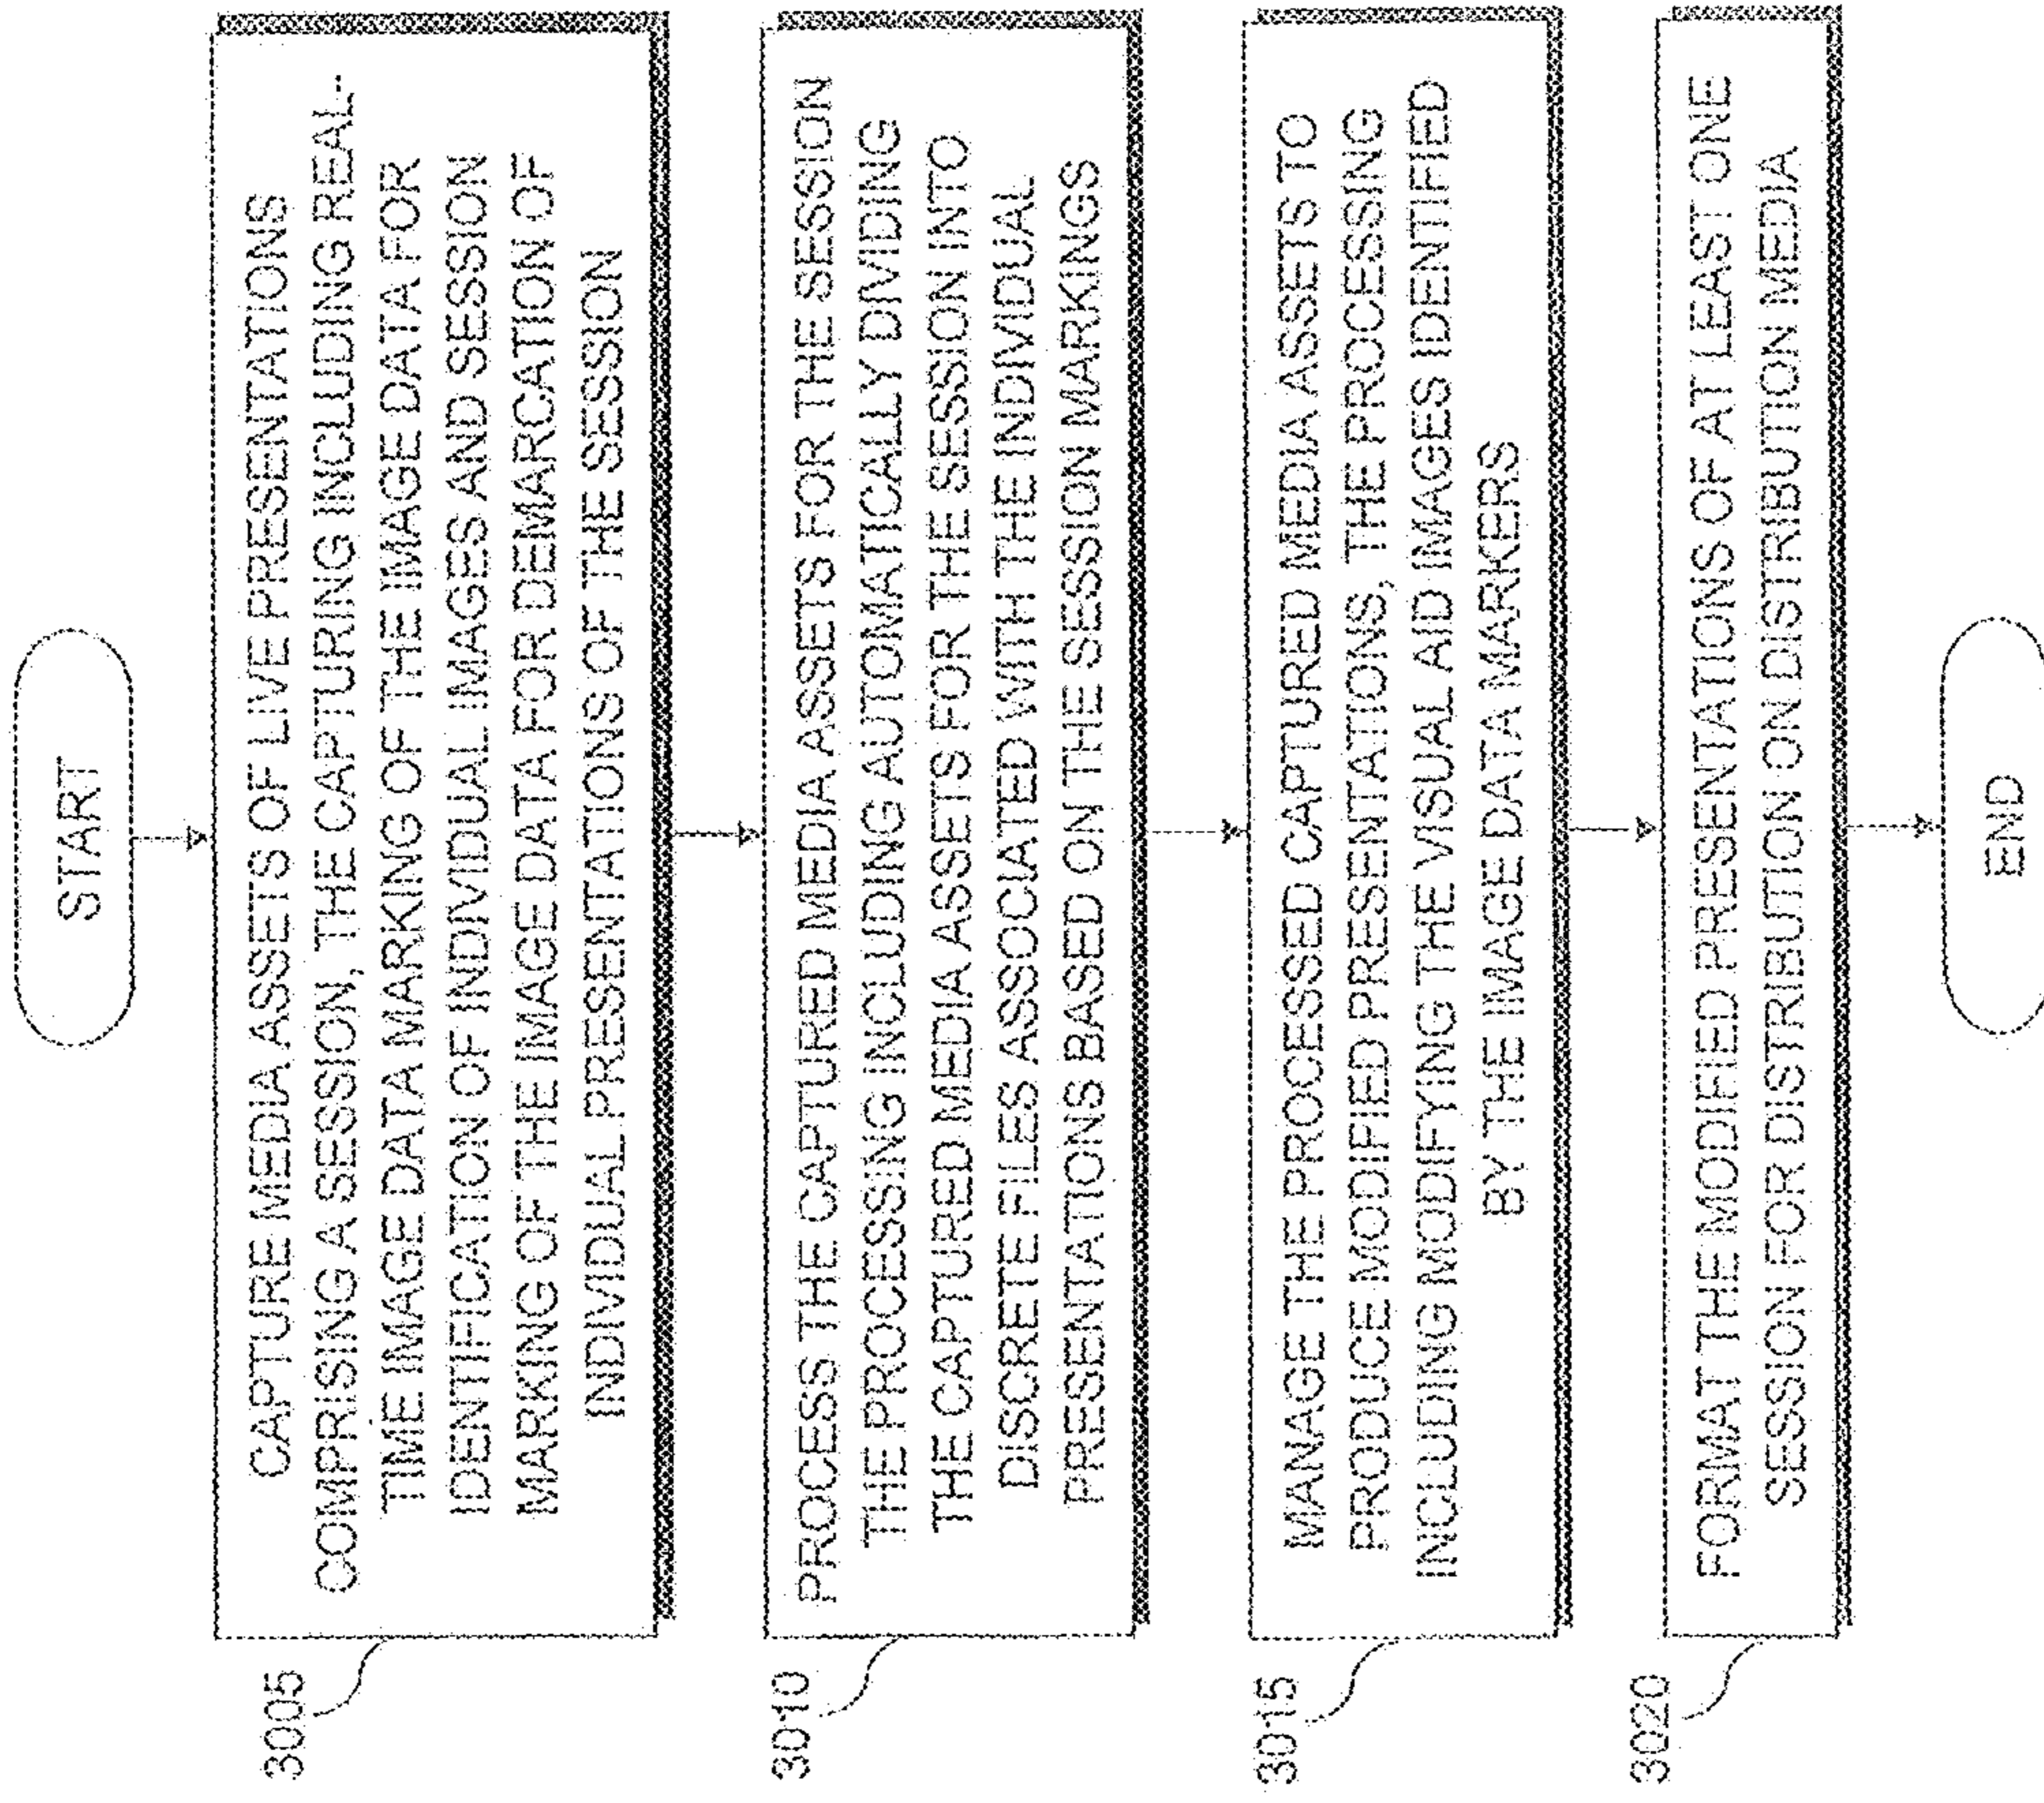 START
3005
CAPTURE MEDIA ASSETS OF LIVE PRESENTATIONS
COMPRISING A SESSION, THE CAPTURING INCLUDING REAL-
TIME IMAGE DATA MARKING OF THE IMAGE DATA FOR
IDENTIFICATION OF INDIVIDUAL IMAGES AND SESSION
MARKING OF THE IMAGE DATA FOR DEMARCATION OF
INDIVIDUAL PRESENTATIONS OF THE SESSION
3010
PROCESS THE CAPTURED MEDIA ASSETS FOR THE SESSION
THE PROCESSING INCLUDING AUTOMATICALLY DIVIDING
THE CAPTURED MEDIA ASSETS FOR THE SESSION INTO
DISCRETE FILES ASSOCIATED WITH THE INDIVIDUAL
PRESENTATIONS BASED ON THE SESSION MARKINGS
3015
MANAGE THE PROCESSED CAPTURED MEDIA ASSETS TO
PRODUCE MODIFIED PRESENTATIONS, THE PROCESSING
INCLUDING MODIFYING THE VISUAL AID IMAGES IDENTIFIED
BY THE IMAGE DATA MARKERS
3020
FORMAT THE MODIFIED PRESENTATIONS OF AT LEAST ONE
SESSION FOR DISTRIBUTION ON DISTRIBUTION MEDIA
END